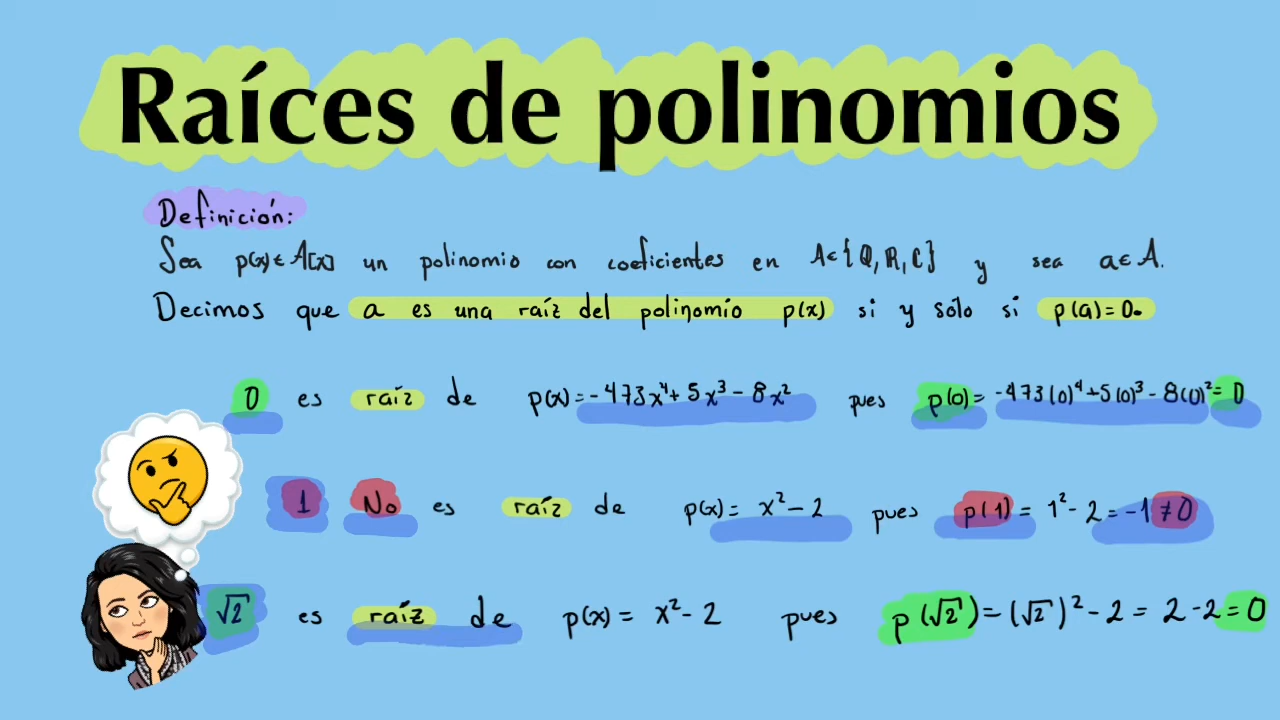 Raíces de polinomios
Definición:
Sea p(x) ∈ A[x] un polinomio con coeficientes en A ∈ {ℚ, ℝ, ℂ} y sea a ∈ A.
Decimos que a es una raíz del polinomio p(x) si y sólo si p(a) = 0.
0 es raíz de p(x) = -473x⁴ + 5x³ - 8x² pues p(0) = -473(0)⁴ + 5(0)³ - 8(0)² = 0
1 No es raíz de p(x) = x² - 2 pues p(1) = 1² - 2 = -1 ≠ 0
√2 es raíz de p(x) = x² - 2 pues p(√2) = (√2)² - 2 = 2 - 2 = 0